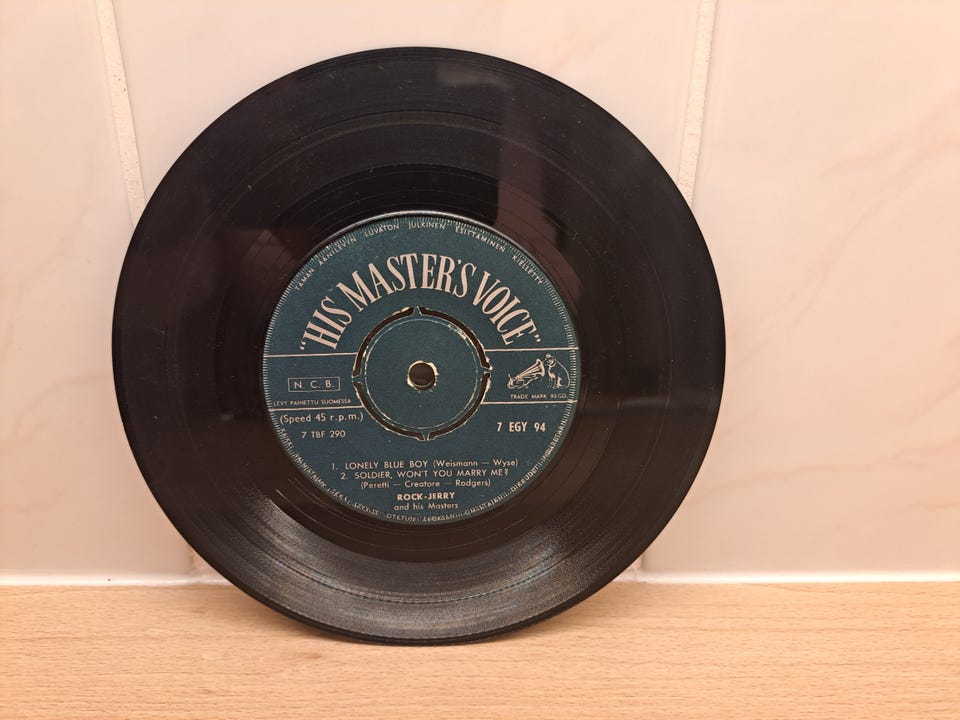 TÄMÄN ÄÄNILEVYN LUVATON JULKINEN ESITTÄMINEN KIELLETTY
"HIS MASTER'S VOICE"
N. C. B.
LEVY PAINETTU SUOMESSA
TRADE MARK REGD.
(Speed 45 r.p.m.)
7 TBF 290
7 EGY 94
1. LONELY BLUE BOY (Weismann — Wyse)
2. SOLDIER, WON'T YOU MARRY ME?
(Peretti — Creatore — Rodgers)
ROCK-JERRY
and his Masters